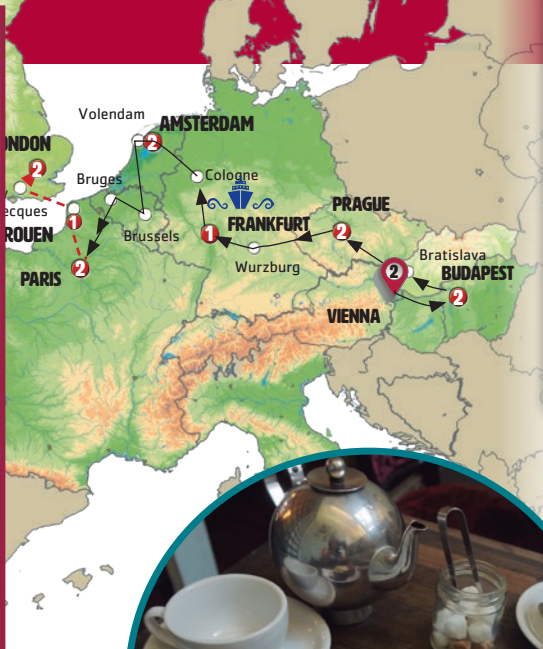 Volendam
AMSTERDAM
2
ONDON
2
Cologne
Bruges
ecques
1
ROUEN
Brussels
1
FRANKFURT
PRAGUE
2
Wurzburg
PARIS
2
Bratislava
2
BUDAPEST
2
VIENNA